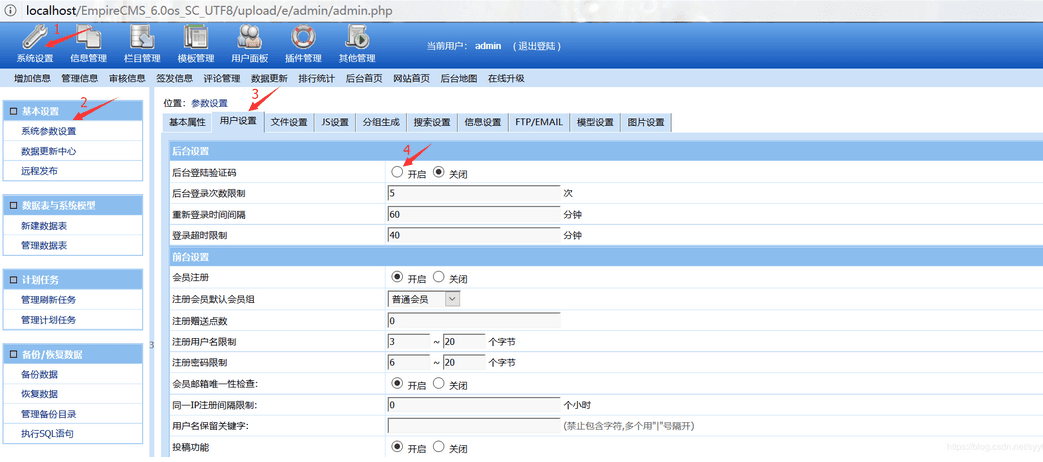 localhost/EmpireCMS_6.0os_SC_UTF8/upload/e/admin/admin.php
1
系统设置 信息管理 栏目管理 模板管理 用户面板 插件管理 其他管理 当前用户： admin （ 退出登陆 ）
增加信息 管理信息 审核信息 签发信息 评论管理 数据更新 排行统计 后台首页 网站首页 后台地图 在线升级
2
基本设置
系统参数设置
数据更新中心
远程发布
数据表与系统模型
新建数据表
管理数据表
计划任务
管理刷新任务
管理计划任务
3
备份/恢复数据
备份数据
恢复数据
管理备份目录
执行SQL语句
位置： 参数设置
3
基本属性 用户设置 文件设置 JS设置 分组生成 搜索设置 信息设置 FTP/EMAIL 模型设置 图片设置
后台设置
4
后台登陆验证码 开启 关闭
后台登录次数限制 5 次
重新登录时间间隔 60 分钟
登录超时限制 40 分钟
前台设置
会员注册 开启 关闭
注册会员默认会员组 普通会员
注册赠送点数 0
注册用户名限制 3 ~ 20 个字节
注册密码限制 6 ~ 20 个字节
会员邮箱唯一性检查: 开启 关闭
同一IP注册间隔限制: 0 个小时
用户名保留关键字: (禁止包含字符,多个用"|"号隔开)
投稿功能 开启 关闭